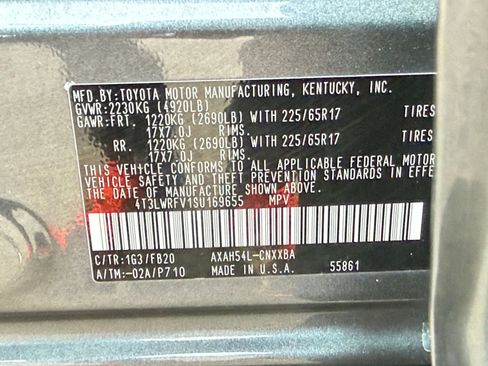 MFD.BY:TOYOTA MOTOR MANUFACTURING, KENTUCKY, INC.
GVWR:2230KG (4920LB)
GAWR:FRT. 1220KG (2690LB) WITH 225/65R17 TIRES
17X7.0J RIMS.
RR. 1220KG (2690LB) WITH 225/65R17 TIRES
17X7.0J RIMS.
THIS VEHICLE CONFORMS TO ALL APPLICABLE FEDERAL MOTOR
VEHICLE SAFETY AND THEFT PREVENTION STANDARDS IN EFFE
ON THE DATE OF MANUFACTURE SHOWN ABOVE.
4T3LWRFV1SU169655 MPV
C/TR:1G3/FB20 AXAH54L-CNXXBA
A/TM:-02A/P710 MADE IN U.S.A. 55861